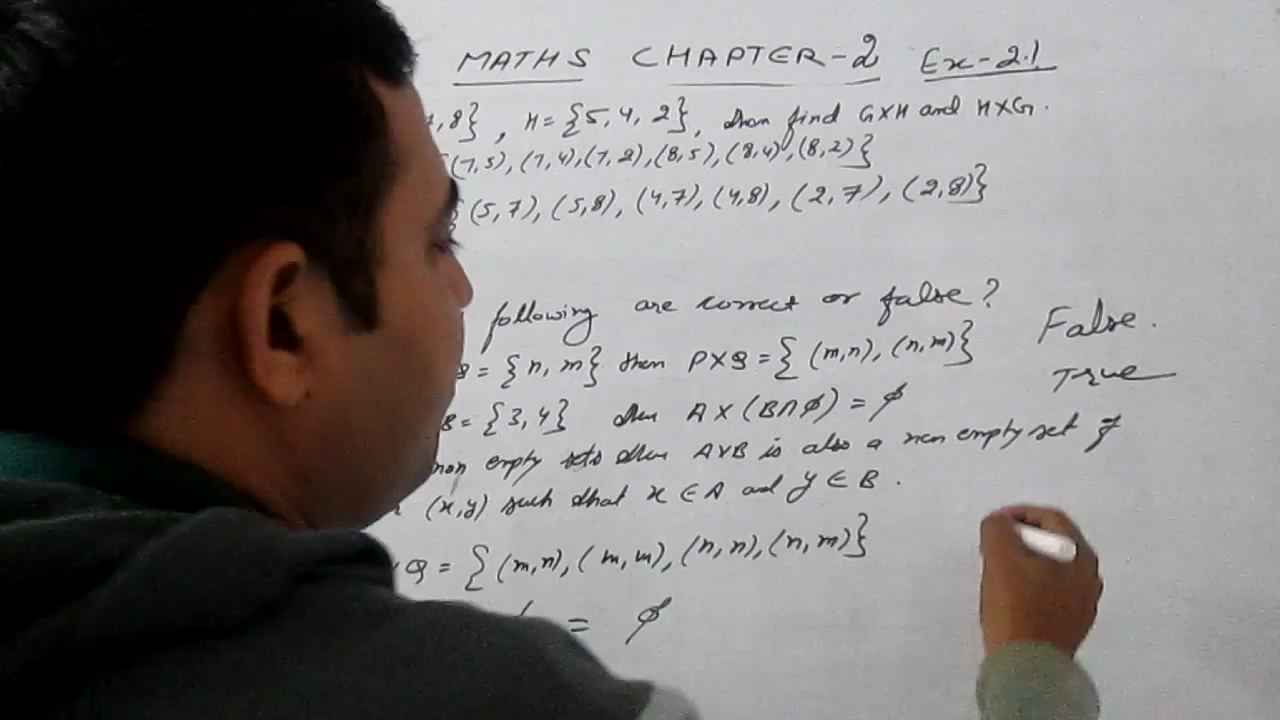 MATHS CHAPTER-2 Ex-2.1
,8}, H={5,4,2}, then find G×H and H×G.
(7,5), (7,4), (7,2), (8,5), (8,4), (8,2)}
{(5,7), (5,8), (4,7), (4,8), (2,7), (2,8)}
following are correct or false?
= {n, m} then P×Q = {(m,n), (n,m)} False.
B= {3,4} then A×(B∩ϕ) = ϕ True
non empty sets then A×B is also a non empty set of
(x,y) such that x∈A and y∈B.
Q = {(m,n), (m,m), (n,n), (n,m)}
= ϕ